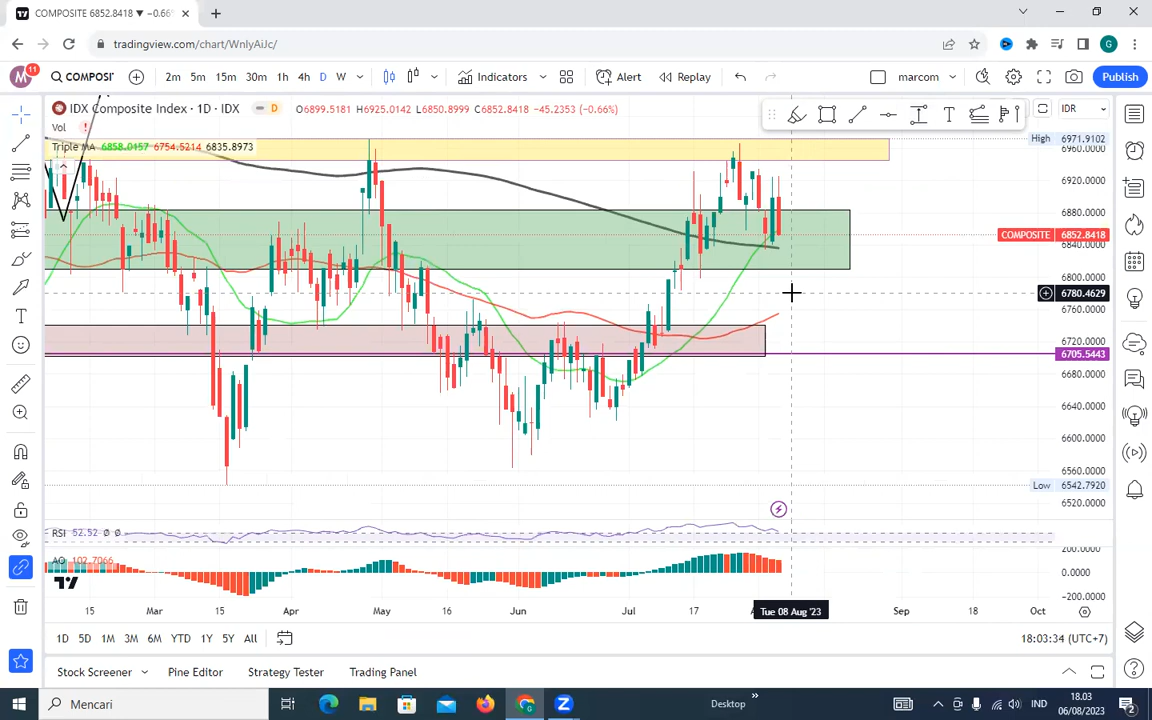 COMPOSITE 6852.8418 ▼ −0.66%
tradingview.com/chart/WnIyAiJc/
M 11 COMPOSI' 2m 5m 15m 30m 1h 4h D W Indicators Alert Replay marcom Publish
G
IDX Composite Index · 1D · IDX D O6899.5181 H6925.0142 L6850.8999 C6852.8418 −45.2353 (−0.66%)
IDR
Vol
Triple MA 6858.0157 6754.5214 6835.8973
High 6971.9102
6960.0000
6920.0000
6880.0000
COMPOSITE 6852.8418
6840.0000
6800.0000
6780.4629
6760.0000
6720.0000
6705.5443
6680.0000
6640.0000
6600.0000
6560.0000
Low 6542.7920
6520.0000
RSI 52.52 Ø Ø
AO 102.7066
200.0000
0.0000
−200.0000
15 Mar 15 Apr May 16 Jun Jul 17 Tue 08 Aug '23 Sep 18 Oct
1D 5D 1M 3M 6M YTD 1Y 5Y All 18:03:34 (UTC+7)
Stock Screener Pine Editor Strategy Tester Trading Panel
Mencari Desktop IND 18.03
06/08/2023 2